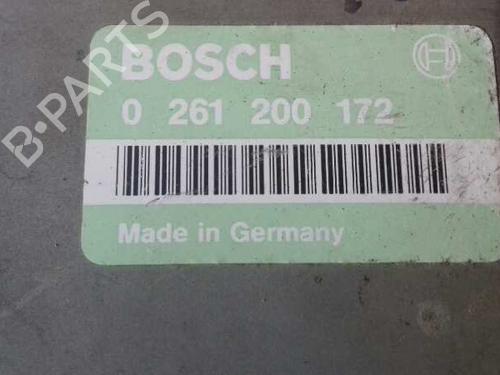 BOSCH
0 261 200 172
Made in Germany
B-PARTS